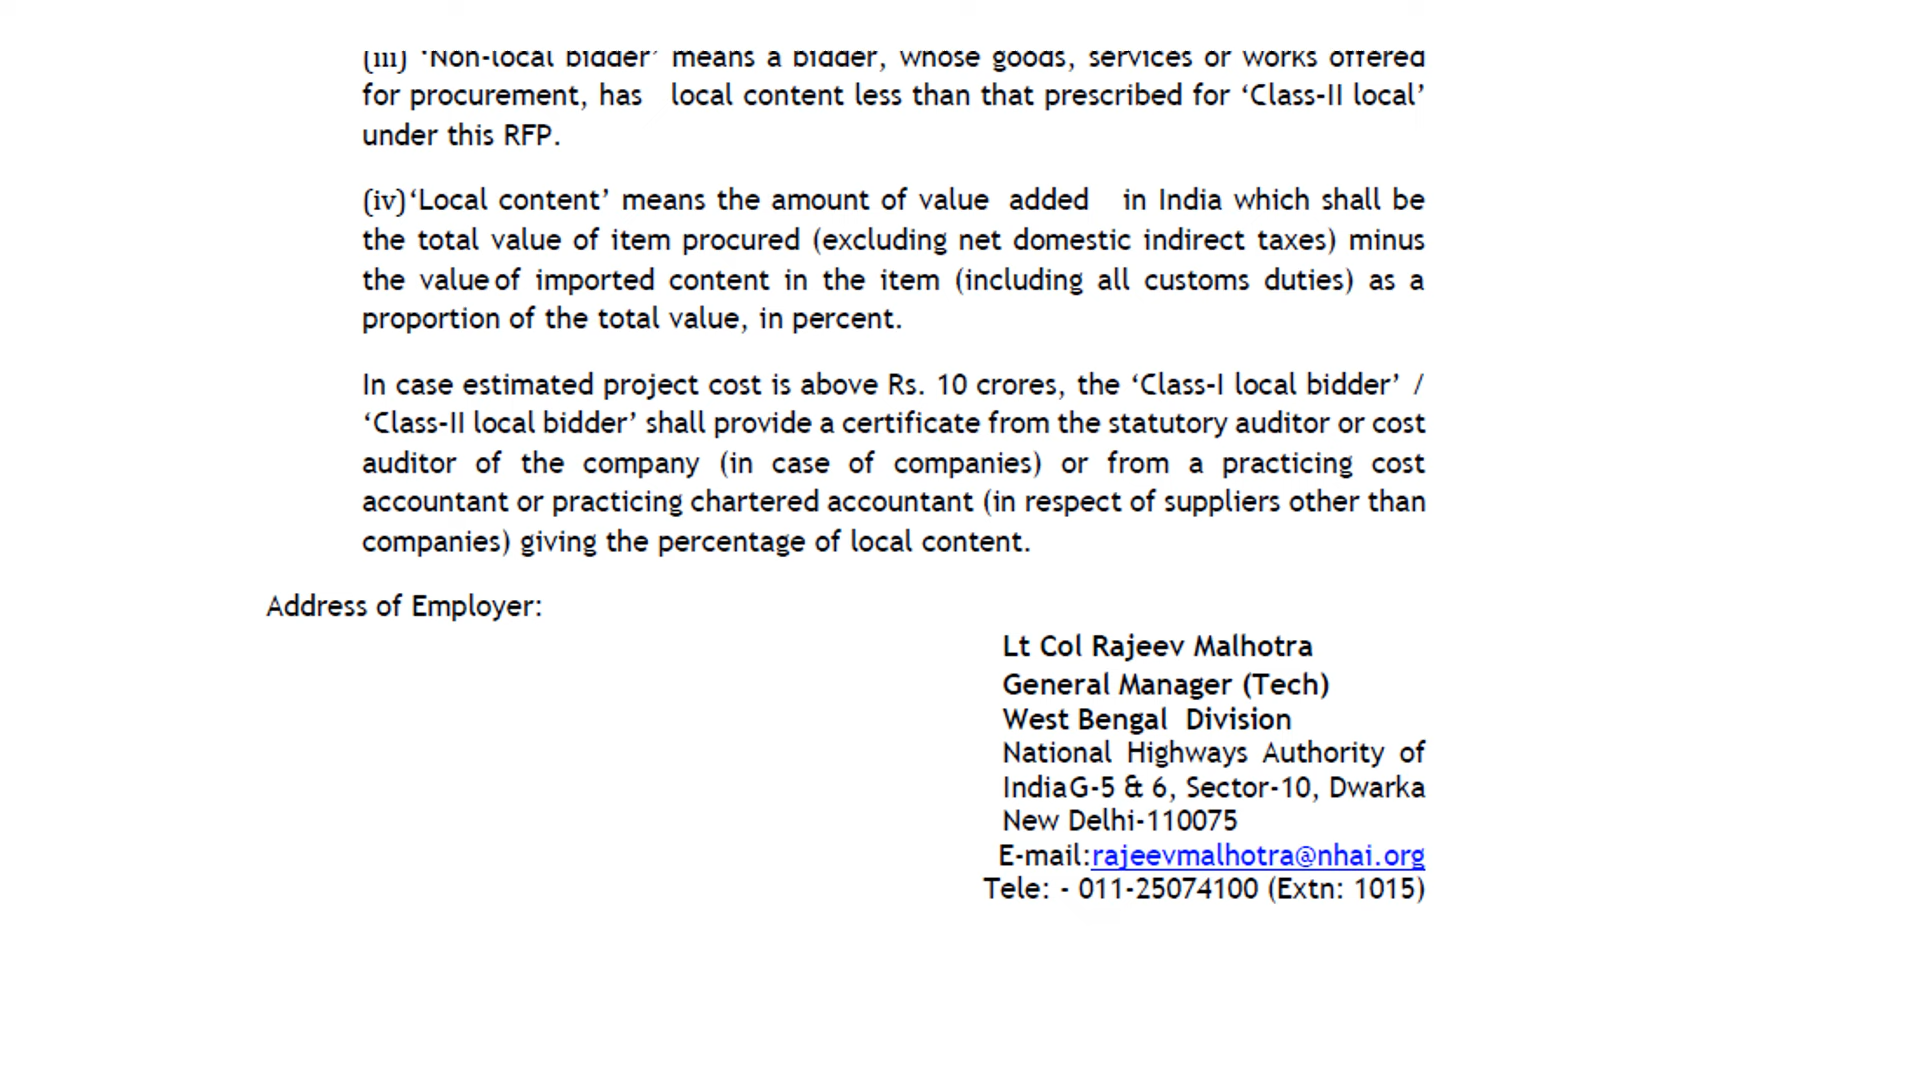 (iii) ‘Non-local bidder’ means a bidder, whose goods, services or works offered
for procurement, has local content less than that prescribed for ‘Class-II local’
under this RFP.
(iv)‘Local content’ means the amount of value added in India which shall be
the total value of item procured (excluding net domestic indirect taxes) minus
the value of imported content in the item (including all customs duties) as a
proportion of the total value, in percent.
In case estimated project cost is above Rs. 10 crores, the ‘Class-I local bidder’ /
‘Class-II local bidder’ shall provide a certificate from the statutory auditor or cost
auditor of the company (in case of companies) or from a practicing cost
accountant or practicing chartered accountant (in respect of suppliers other than
companies) giving the percentage of local content.
Address of Employer:
Lt Col Rajeev Malhotra
General Manager (Tech)
West Bengal Division
National Highways Authority of
IndiaG-5 & 6, Sector-10, Dwarka
New Delhi-110075
E-mail:rajeevmalhotra@nhai.org
Tele: - 011-25074100 (Extn: 1015)